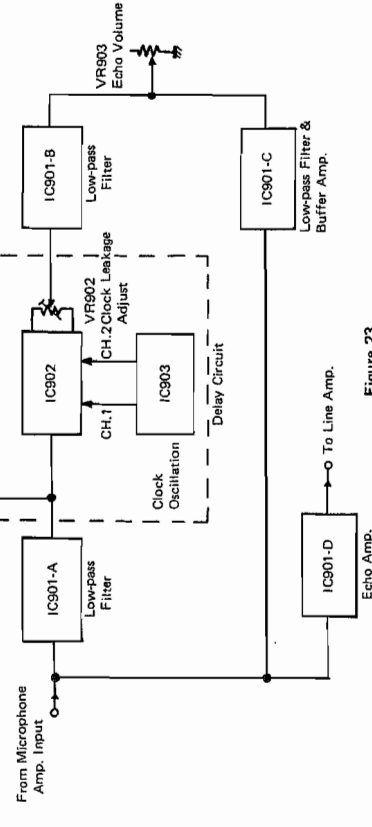 From Microphone
Amp. Input
IC901-A
Low-pass
Filter
IC902
CH.1
CH.2
VR902
Clock Leakage
Adjust
IC903
Clock
Oscillation
Delay Circuit
IC901-B
Low-pass
Filter
VR903
Echo Volume
IC901-C
Low-pass Filter &
Buffer Amp.
IC901-D
Echo Amp.
To Line Amp.
Figure 23